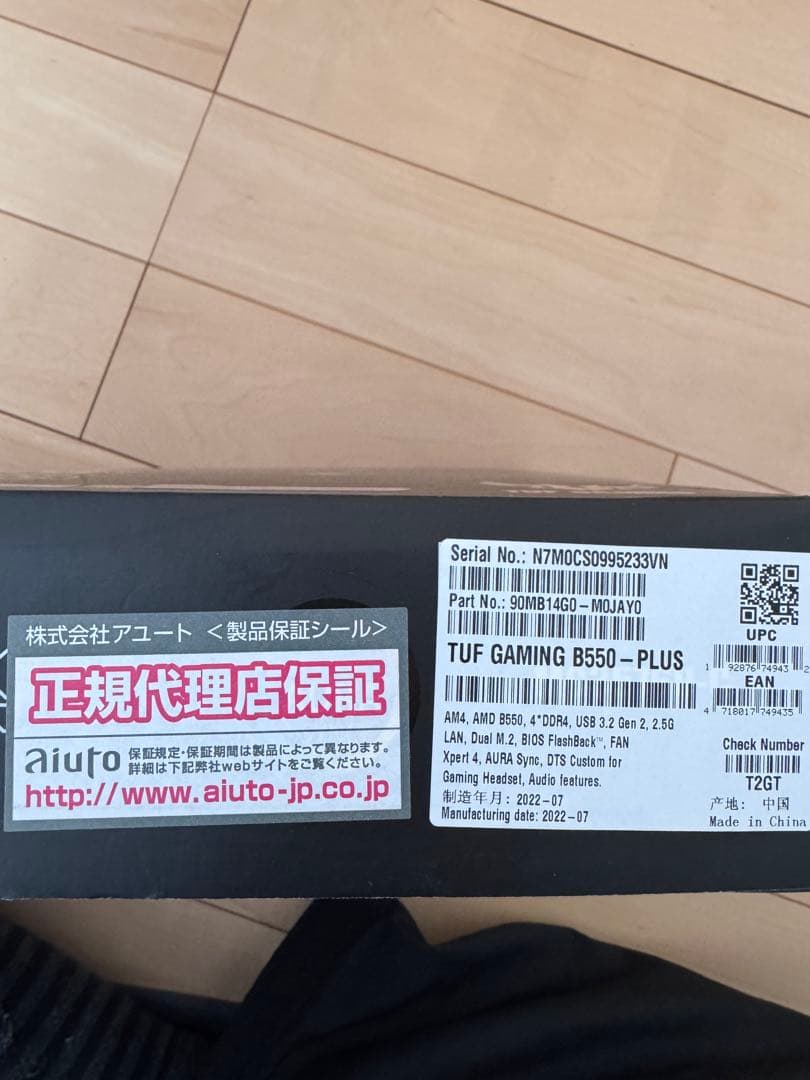 株式会社アユート <製品保証シール>
正規代理店保証
aiuto 保証規定・保証期間は製品によって異なります。
詳細は下記弊社webサイトをご覧ください。
http://www.aiuto-jp.co.jp
Serial No.: N7M0CS0995233VN
Part No.: 90MB14G0-M0JAY0
TUF GAMING B550-PLUS
AM4, AMD B550, 4*DDR4, USB 3.2 Gen 2, 2.5G
LAN, Dual M.2, BIOS FlashBack™, FAN
Xpert 4, AURA Sync, DTS Custom for
Gaming Headset, Audio features.
制造年月: 2022-07
Manufacturing date: 2022-07
UPC
1 92876 74943 2
EAN
4 718017 749435
Check Number
T2GT
产地: 中国
Made in China